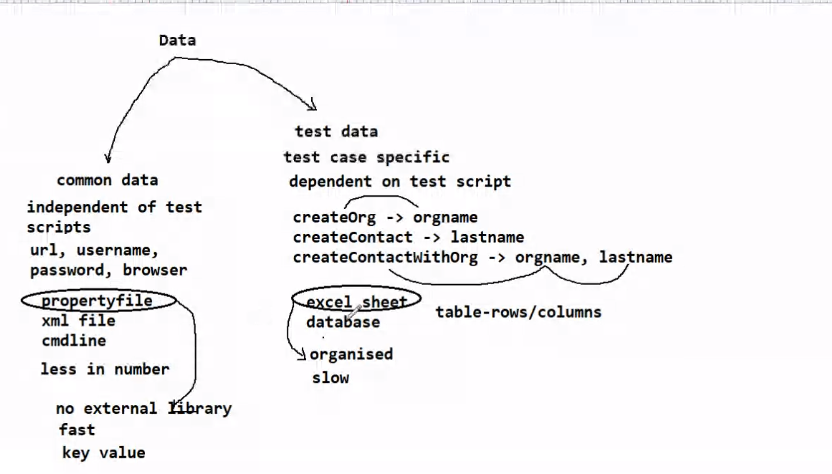 Data
common data
independent of test
scripts
url, username,
password, browser
propertyfile
xml file
cmdline
less in number
no external library
fast
key value
test data
test case specific
dependent on test script
createOrg -> orgname
createContact -> lastname
createContactWithOrg -> orgname, lastname
excel sheet
database
table-rows/columns
organised
slow